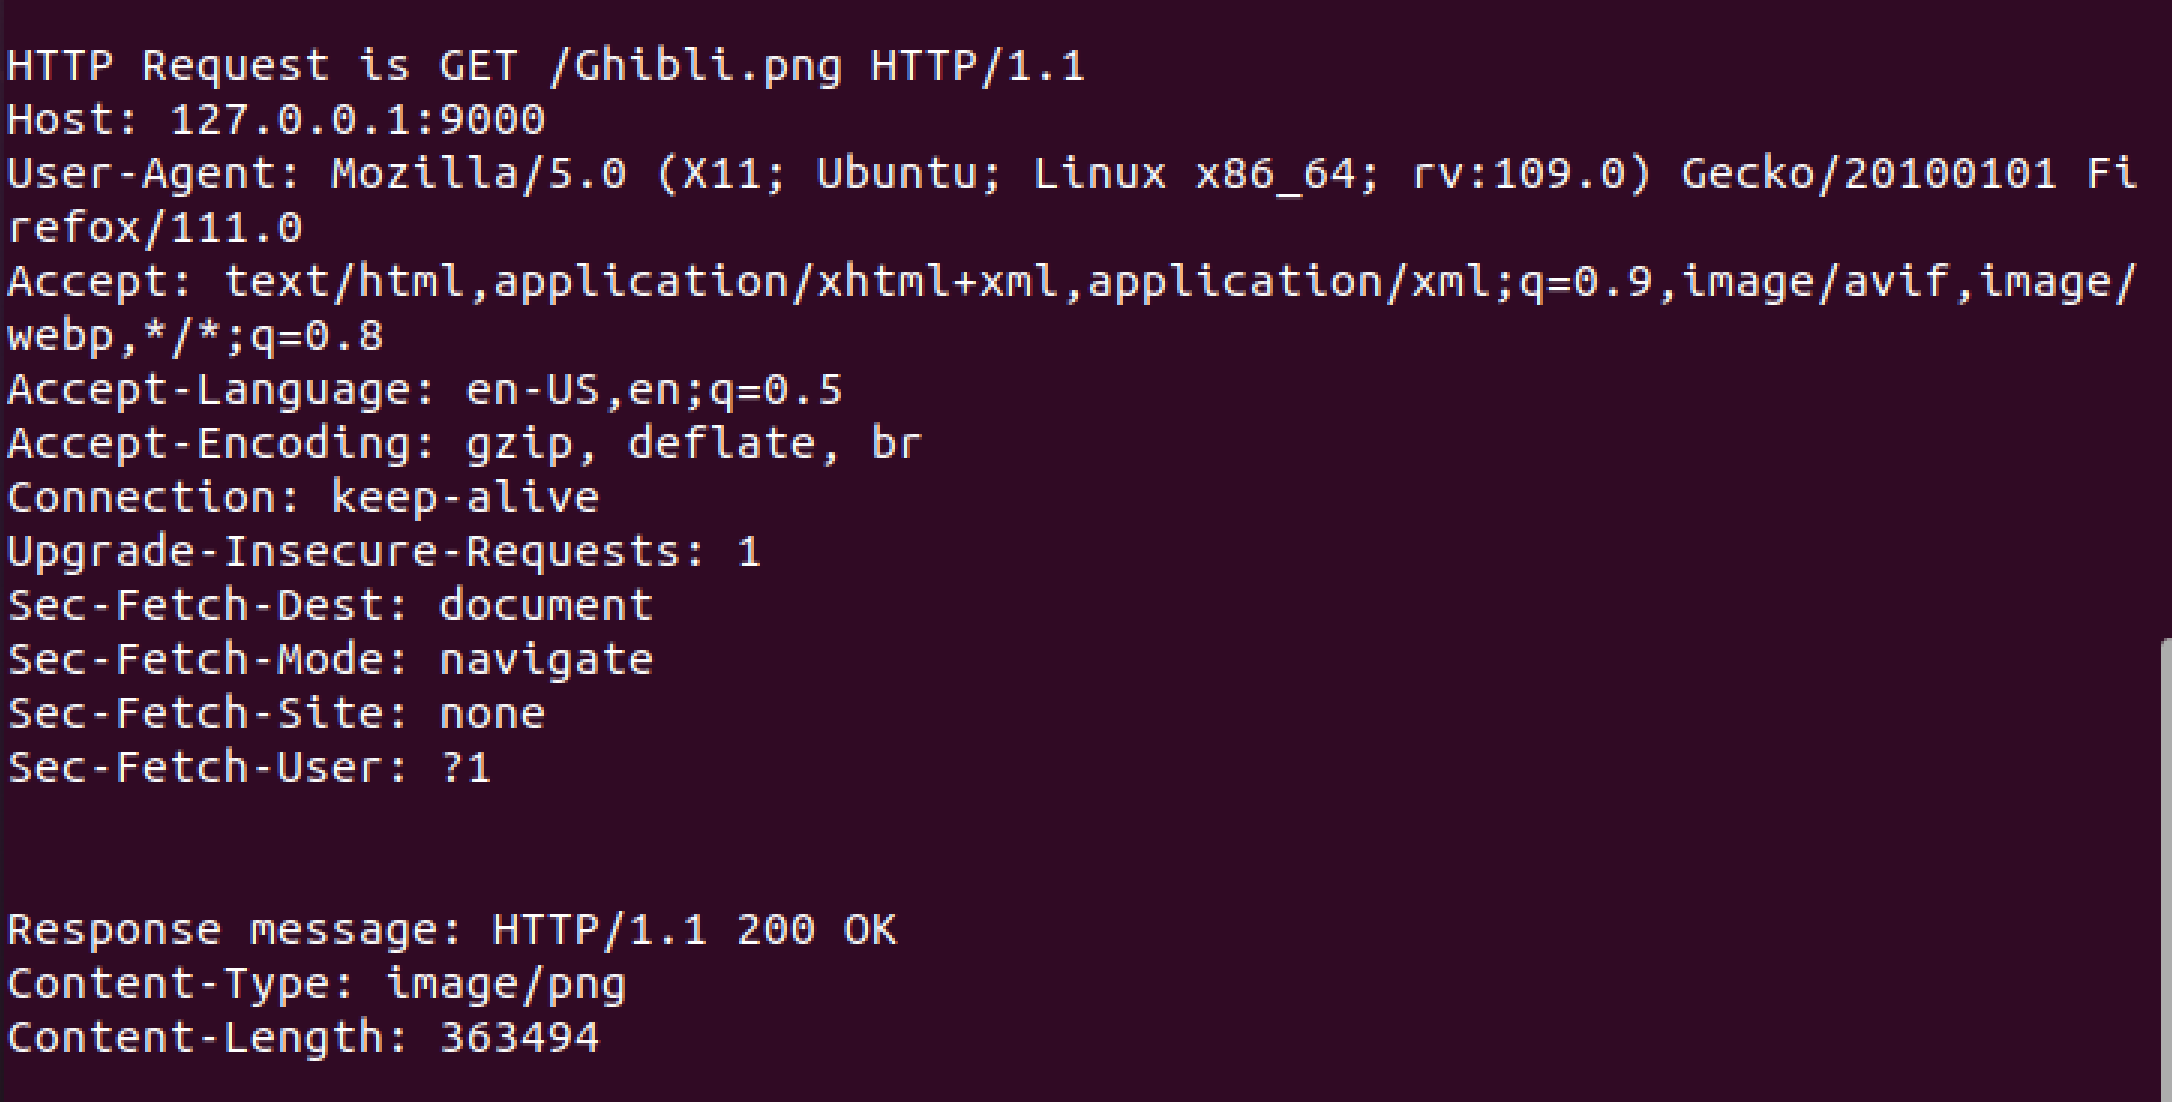 HTTP Request is GET /Ghibli.png HTTP/1.1
Host: 127.0.0.1:9000
User-Agent: Mozilla/5.0 (X11; Ubuntu; Linux x86_64; rv:109.0) Gecko/20100101 Fi
refox/111.0
Accept: text/html,application/xhtml+xml,application/xml;q=0.9,image/avif,image/
webp,*/*;q=0.8
Accept-Language: en-US,en;q=0.5
Accept-Encoding: gzip, deflate, br
Connection: keep-alive
Upgrade-Insecure-Requests: 1
Sec-Fetch-Dest: document
Sec-Fetch-Mode: navigate
Sec-Fetch-Site: none
Sec-Fetch-User: ?1
Response message: HTTP/1.1 200 OK
Content-Type: image/png
Content-Length: 363494